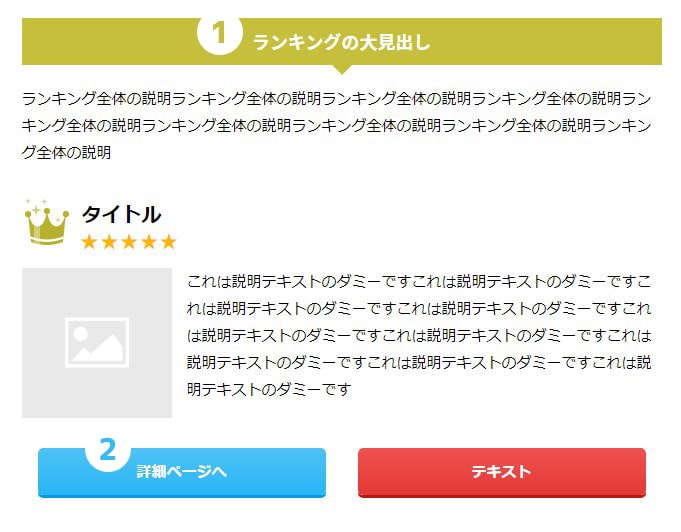 1 ランキングの大見出し
ランキング全体の説明ランキング全体の説明ランキング全体の説明ランキング全体の説明ラン
キング全体の説明ランキング全体の説明ランキング全体の説明ランキング全体の説明ランキン
グ全体の説明
タイトル
★★★★★
これは説明テキストのダミーですこれは説明テキストのダミーですこ
れは説明テキストのダミーですこれは説明テキストのダミーですこれ
は説明テキストのダミーですこれは説明テキストのダミーですこれは
説明テキストのダミーですこれは説明テキストのダミーですこれは説
明テキストのダミーです
2 詳細ページへ
テキスト